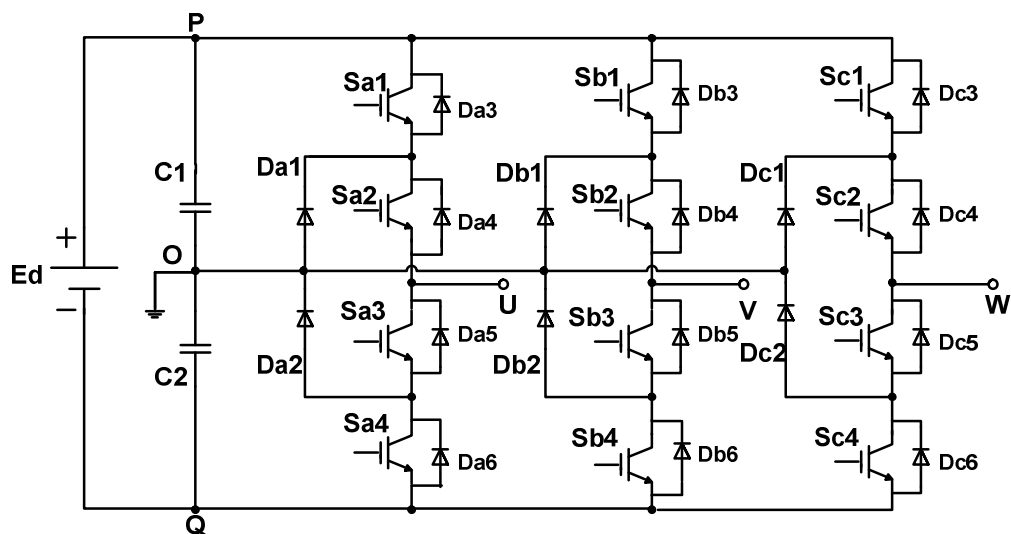 P
Sa1
Da3
Sb1
Db3
Sc1
Dc3
C1
Da1
Sa2
Da4
Db1
Sb2
Db4
Dc1
Sc2
Dc4
+
O
Ed
−
U
V
W
Sa3
Da5
Sb3
Db5
Sc3
Dc5
C2
Da2
Db2
Dc2
Sa4
Da6
Sb4
Db6
Sc4
Dc6
Q